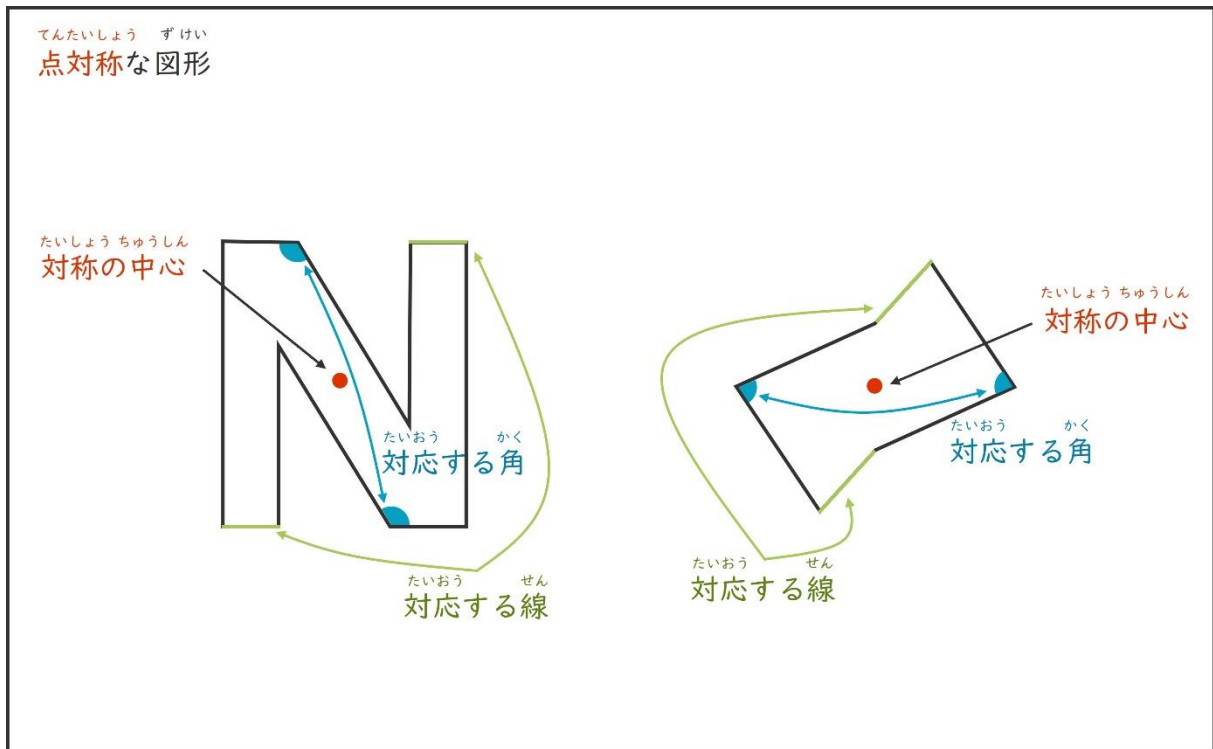 てんたいしょう ずけい
点対称な図形
たいしょう ちゅうしん
対称の中心
たいおう かく
対応する角
たいおう せん
対応する線
たいしょう ちゅうしん
対称の中心
たいおう かく
対応する角
たいおう せん
対応する線